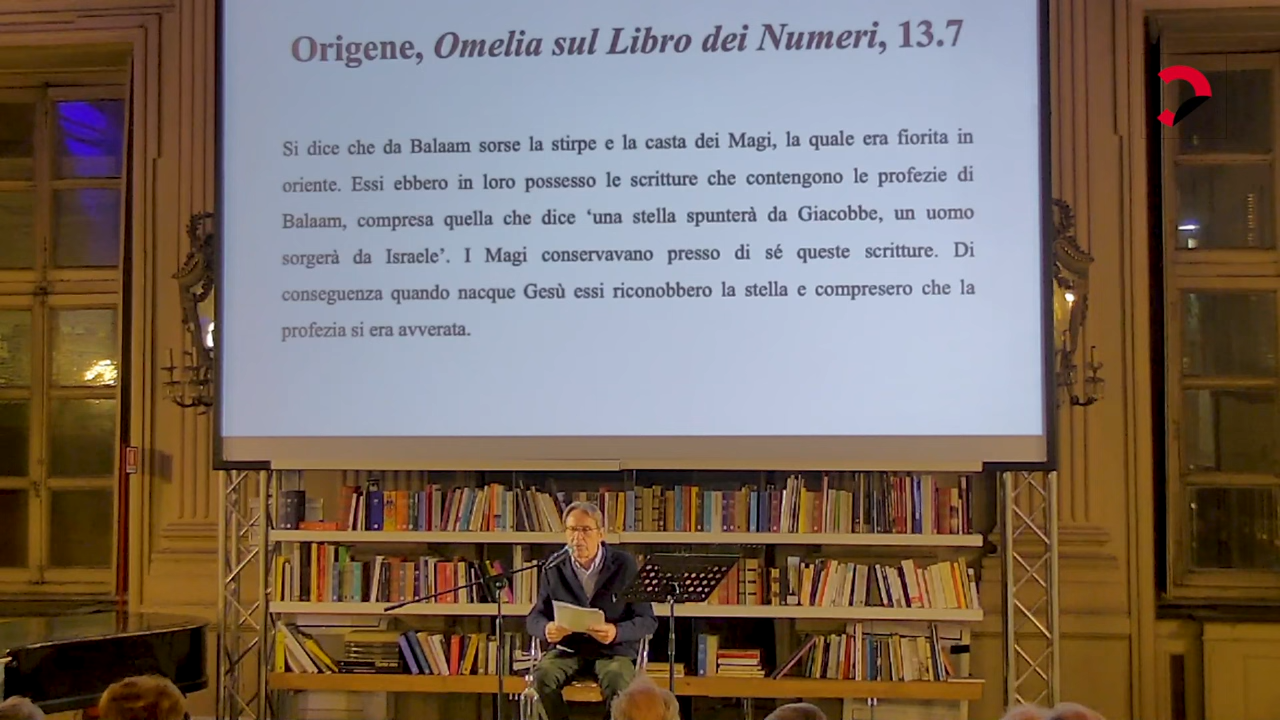 Origene, Omelia sul Libro dei Numeri, 13.7
Si dice che da Balaam sorse la stirpe e la casta dei Magi, la quale era fiorita in
oriente. Essi ebbero in loro possesso le scritture che contengono le profezie di
Balaam, compresa quella che dice ‘una stella spunterà da Giacobbe, un uomo
sorgerà da Israele’. I Magi conservavano presso di sé queste scritture. Di
conseguenza quando nacque Gesù essi riconobbero la stella e compresero che la
profezia si era avverata.